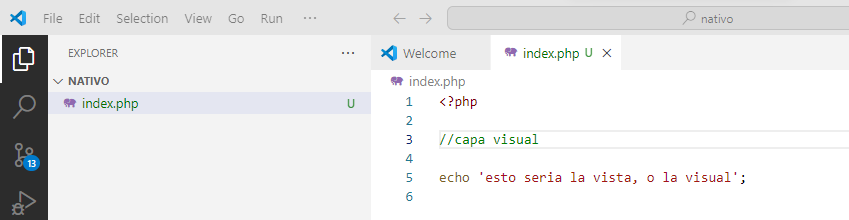 File Edit Selection View Go Run ... nativo
EXPLORER ...
Welcome index.php U
NATIVO
index.php U
13
index.php
1 <?php
2
3 //capa visual
4
5 echo 'esto seria la vista, o la visual';
6